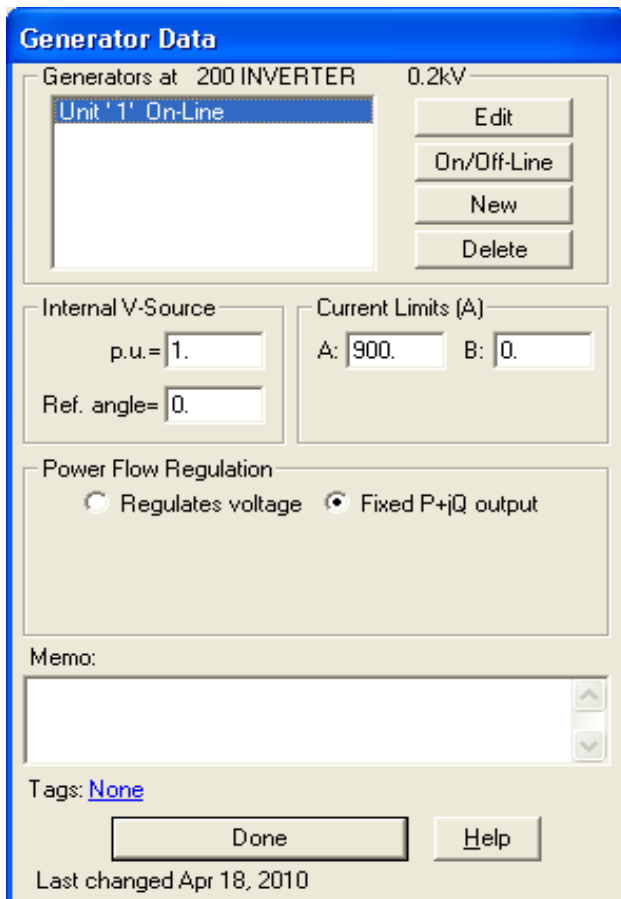 Generator Data
Generators at 200 INVERTER 0.2kV
Unit '1' On-Line
Edit
On/Off-Line
New
Delete
Internal V-Source
p.u.= 1.
Ref. angle= 0.
Current Limits (A)
A: 900. B: 0.
Power Flow Regulation
Regulates voltage Fixed P+jQ output
Memo:
Tags: None
Done Help
Last changed Apr 18, 2010